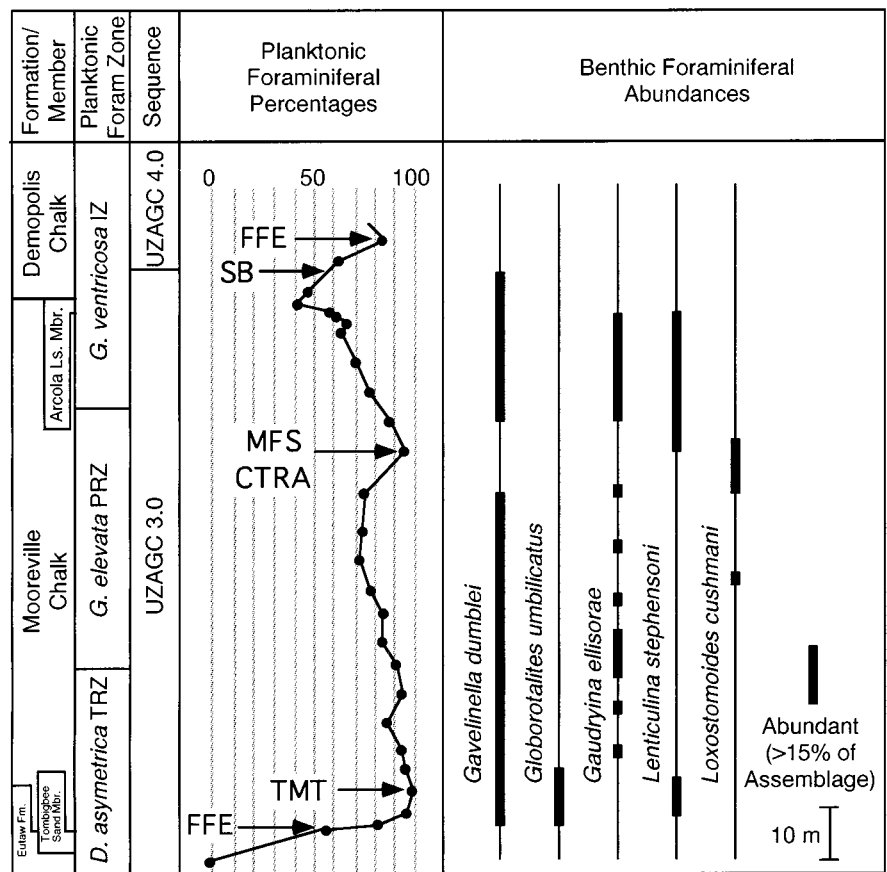 Formation/
Member
Planktonic
Foram Zone
Sequence
Planktonic
Foraminiferal
Percentages
Benthic Foraminiferal
Abundances
Demopolis
Chalk
Arcola Ls. Mbr.
Mooreville
Chalk
Eutaw Fm.
Tombigbee
Sand Mbr.
G. ventricosa IZ
G. elevata PRZ
D. asymetrica TRZ
UZAGC 4.0
UZAGC 3.0
0 50 100
FFE
SB
MFS
CTRA
TMT
FFE
Gavelinella dumblei
Globorotalites umbilicatus
Gaudryina ellisorae
Lenticulina stephensoni
Loxostomoides cushmani
Abundant
(>15% of
Assemblage)
10 m